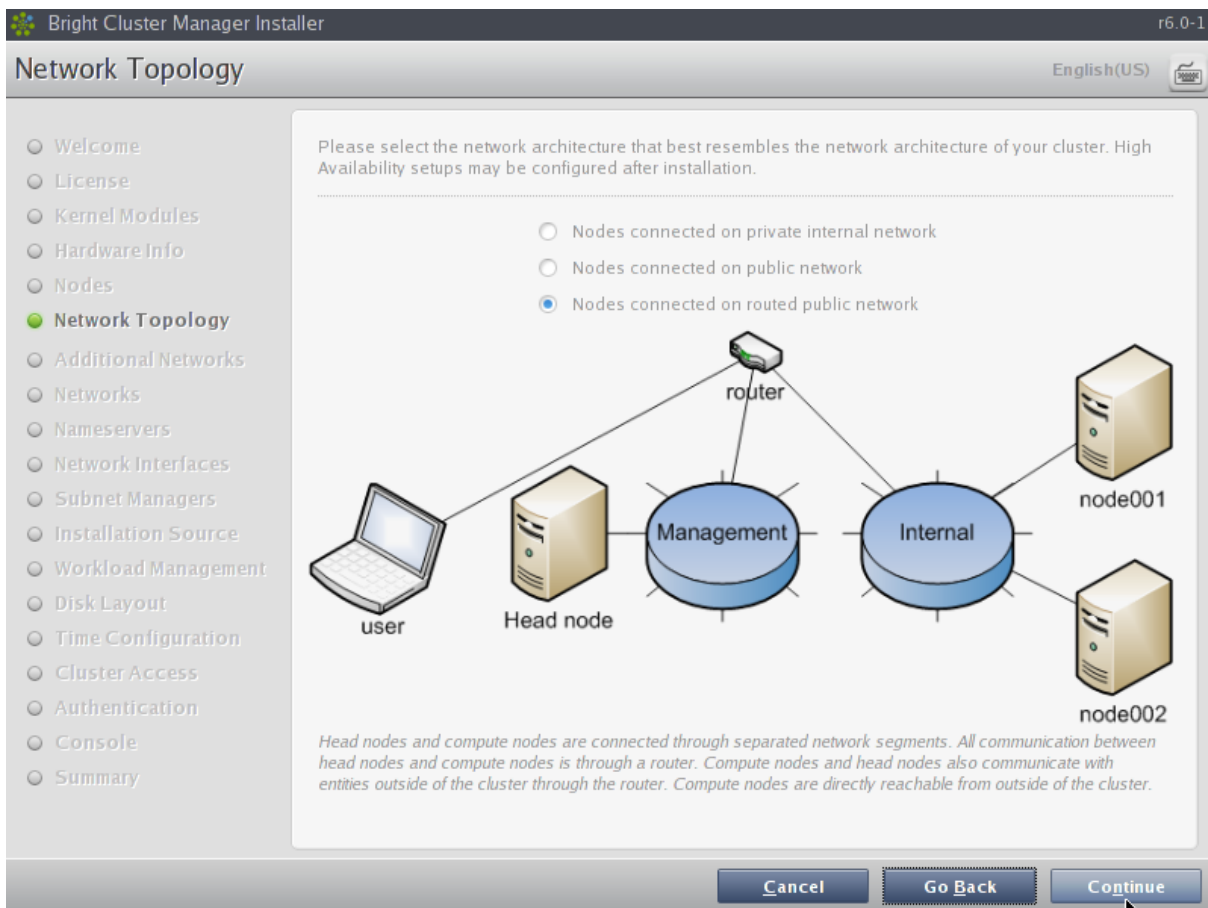 Bright Cluster Manager Installer
r6.0-1
Network Topology
English(US)
Welcome
License
Kernel Modules
Hardware Info
Nodes
Network Topology
Additional Networks
Networks
Nameservers
Network Interfaces
Subnet Managers
Installation Source
Workload Management
Disk Layout
Time Configuration
Cluster Access
Authentication
Console
Summary
Please select the network architecture that best resembles the network architecture of your cluster. High
Availability setups may be configured after installation.
Nodes connected on private internal network
Nodes connected on public network
Nodes connected on routed public network
router
Management
Internal
node001
user
Head node
node002
Head nodes and compute nodes are connected through separated network segments. All communication between
head nodes and compute nodes is through a router. Compute nodes and head nodes also communicate with
entities outside of the cluster through the router. Compute nodes are directly reachable from outside of the cluster.
Cancel
Go Back
Continue